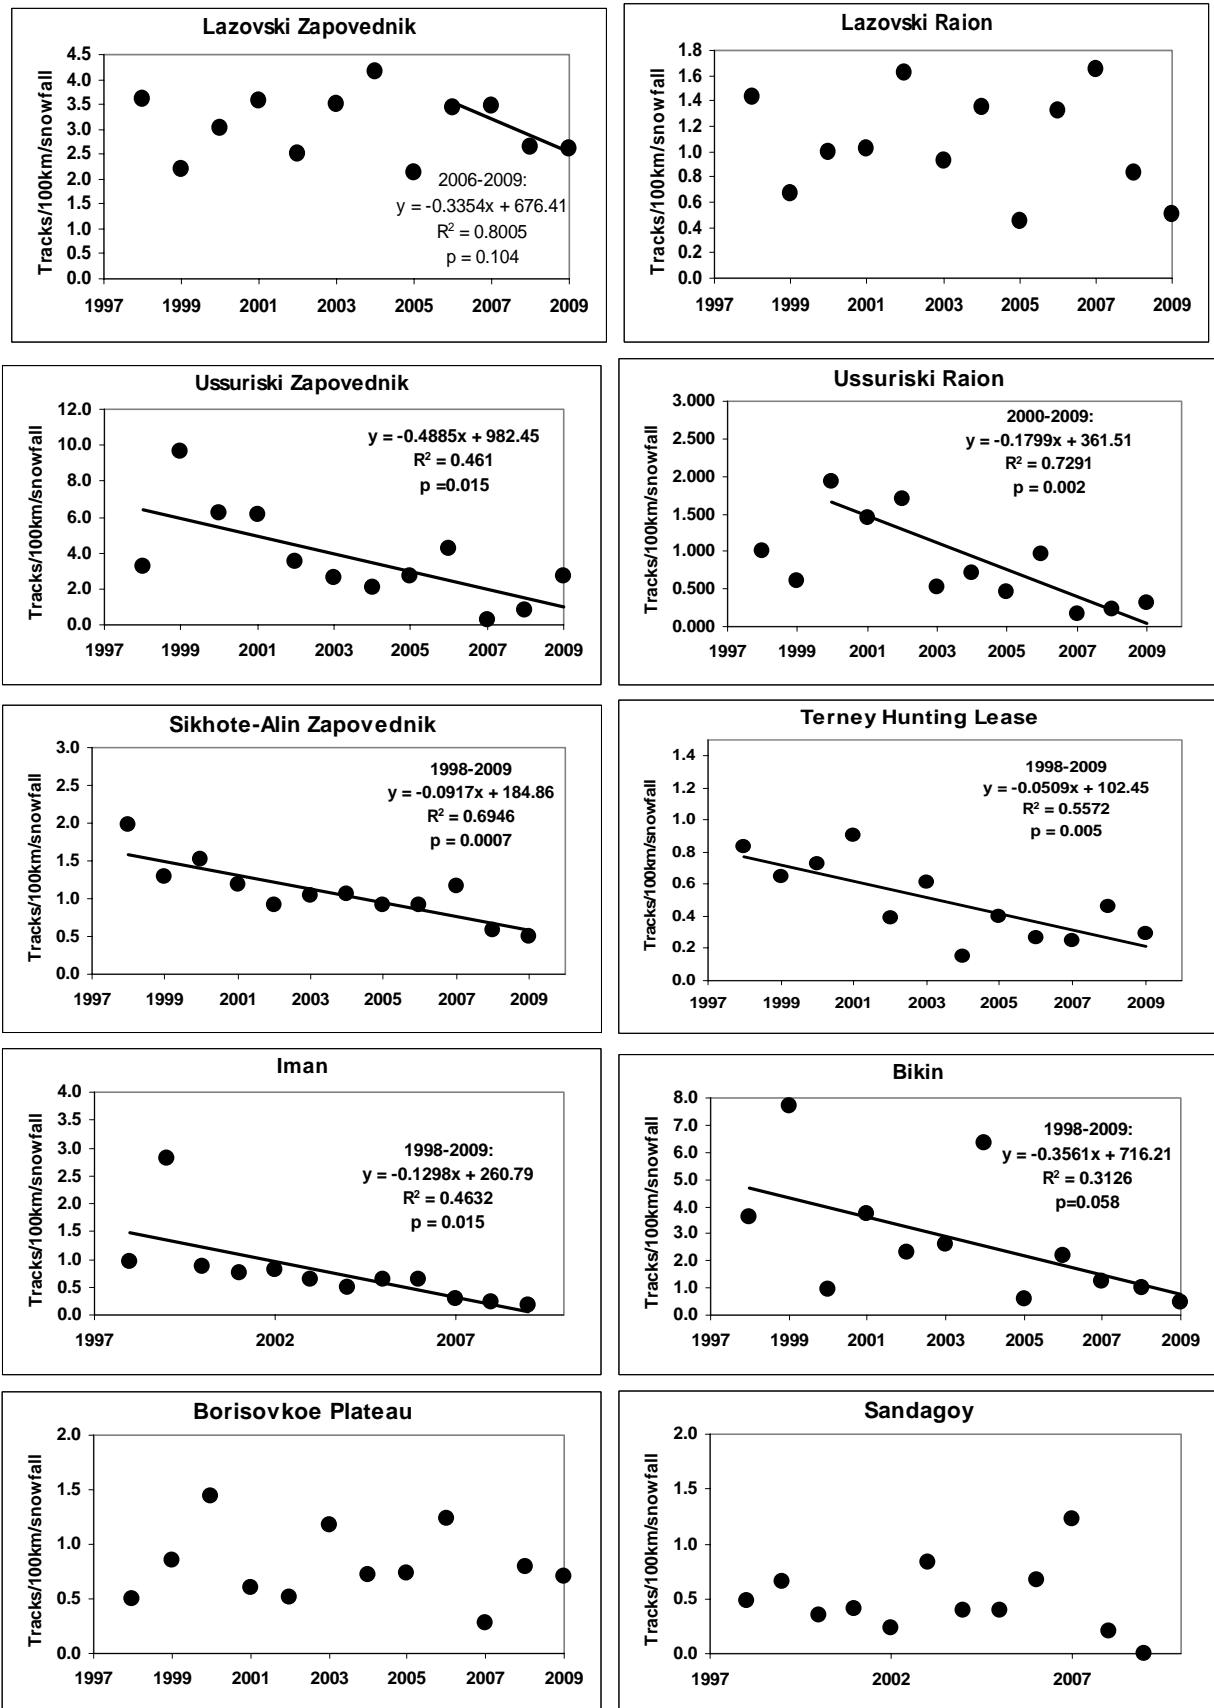 Lazovski Zapovednik
Tracks/100km/snowfall
4.5
4.0
3.5
3.0
2.5
2.0
1.5
1.0
0.5
0.0
2006-2009:
y = -0.3354x + 676.41
R² = 0.8005
p = 0.104
1997 1999 2001 2003 2005 2007 2009
Lazovski Raion
Tracks/100km/snowfall
1.8
1.6
1.4
1.2
1.0
0.8
0.6
0.4
0.2
0.0
1997 1999 2001 2003 2005 2007 2009
Ussuriski Zapovednik
Tracks/100km/snowfall
12.0
10.0
8.0
6.0
4.0
2.0
0.0
y = -0.4885x + 982.45
R² = 0.461
p =0.015
1997 1999 2001 2003 2005 2007 2009
Ussuriski Raion
Tracks/100km/snowfall
3.000
2.500
2.000
1.500
1.000
0.500
0.000
2000-2009:
y = -0.1799x + 361.51
R² = 0.7291
p = 0.002
1997 1999 2001 2003 2005 2007 2009
Sikhote-Alin Zapovednik
Tracks/100km/snowfall
3.0
2.5
2.0
1.5
1.0
0.5
0.0
1998-2009
y = -0.0917x + 184.86
R² = 0.6946
p = 0.0007
1997 1999 2001 2003 2005 2007 2009
Terney Hunting Lease
Tracks/100km/snowfall
1.4
1.2
1.0
0.8
0.6
0.4
0.2
0.0
1998-2009
y = -0.0509x + 102.45
R² = 0.5572
p = 0.005
1997 1999 2001 2003 2005 2007 2009
Iman
Tracks/100km/snowfall
4.0
3.5
3.0
2.5
2.0
1.5
1.0
0.5
0.0
1998-2009:
y = -0.1298x + 260.79
R² = 0.4632
p = 0.015
1997 2002 2007
Bikin
Tracks/100km/snowfall
8.0
7.0
6.0
5.0
4.0
3.0
2.0
1.0
0.0
1998-2009:
y = -0.3561x + 716.21
R² = 0.3126
p=0.058
1997 1999 2001 2003 2005 2007 2009
Borisovkoe Plateau
Tracks/100km/snowfall
2.0
1.5
1.0
0.5
0.0
1997 1999 2001 2003 2005 2007 2009
Sandagoy
Tracks/100km/snowfall
2.0
1.5
1.0
0.5
0.0
1997 2002 2007